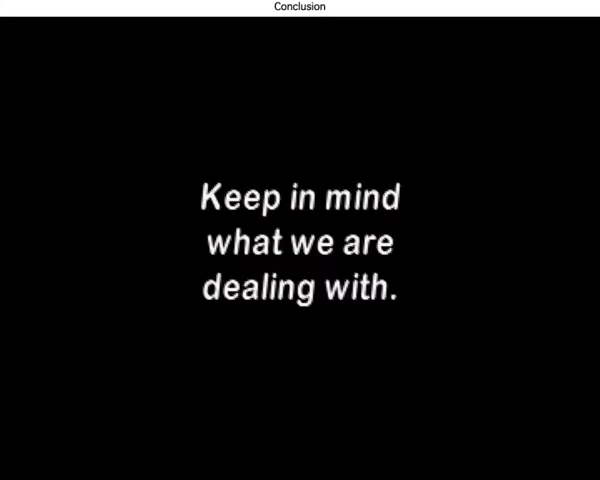 Conclusion
Keep in mind
what we are
dealing with.